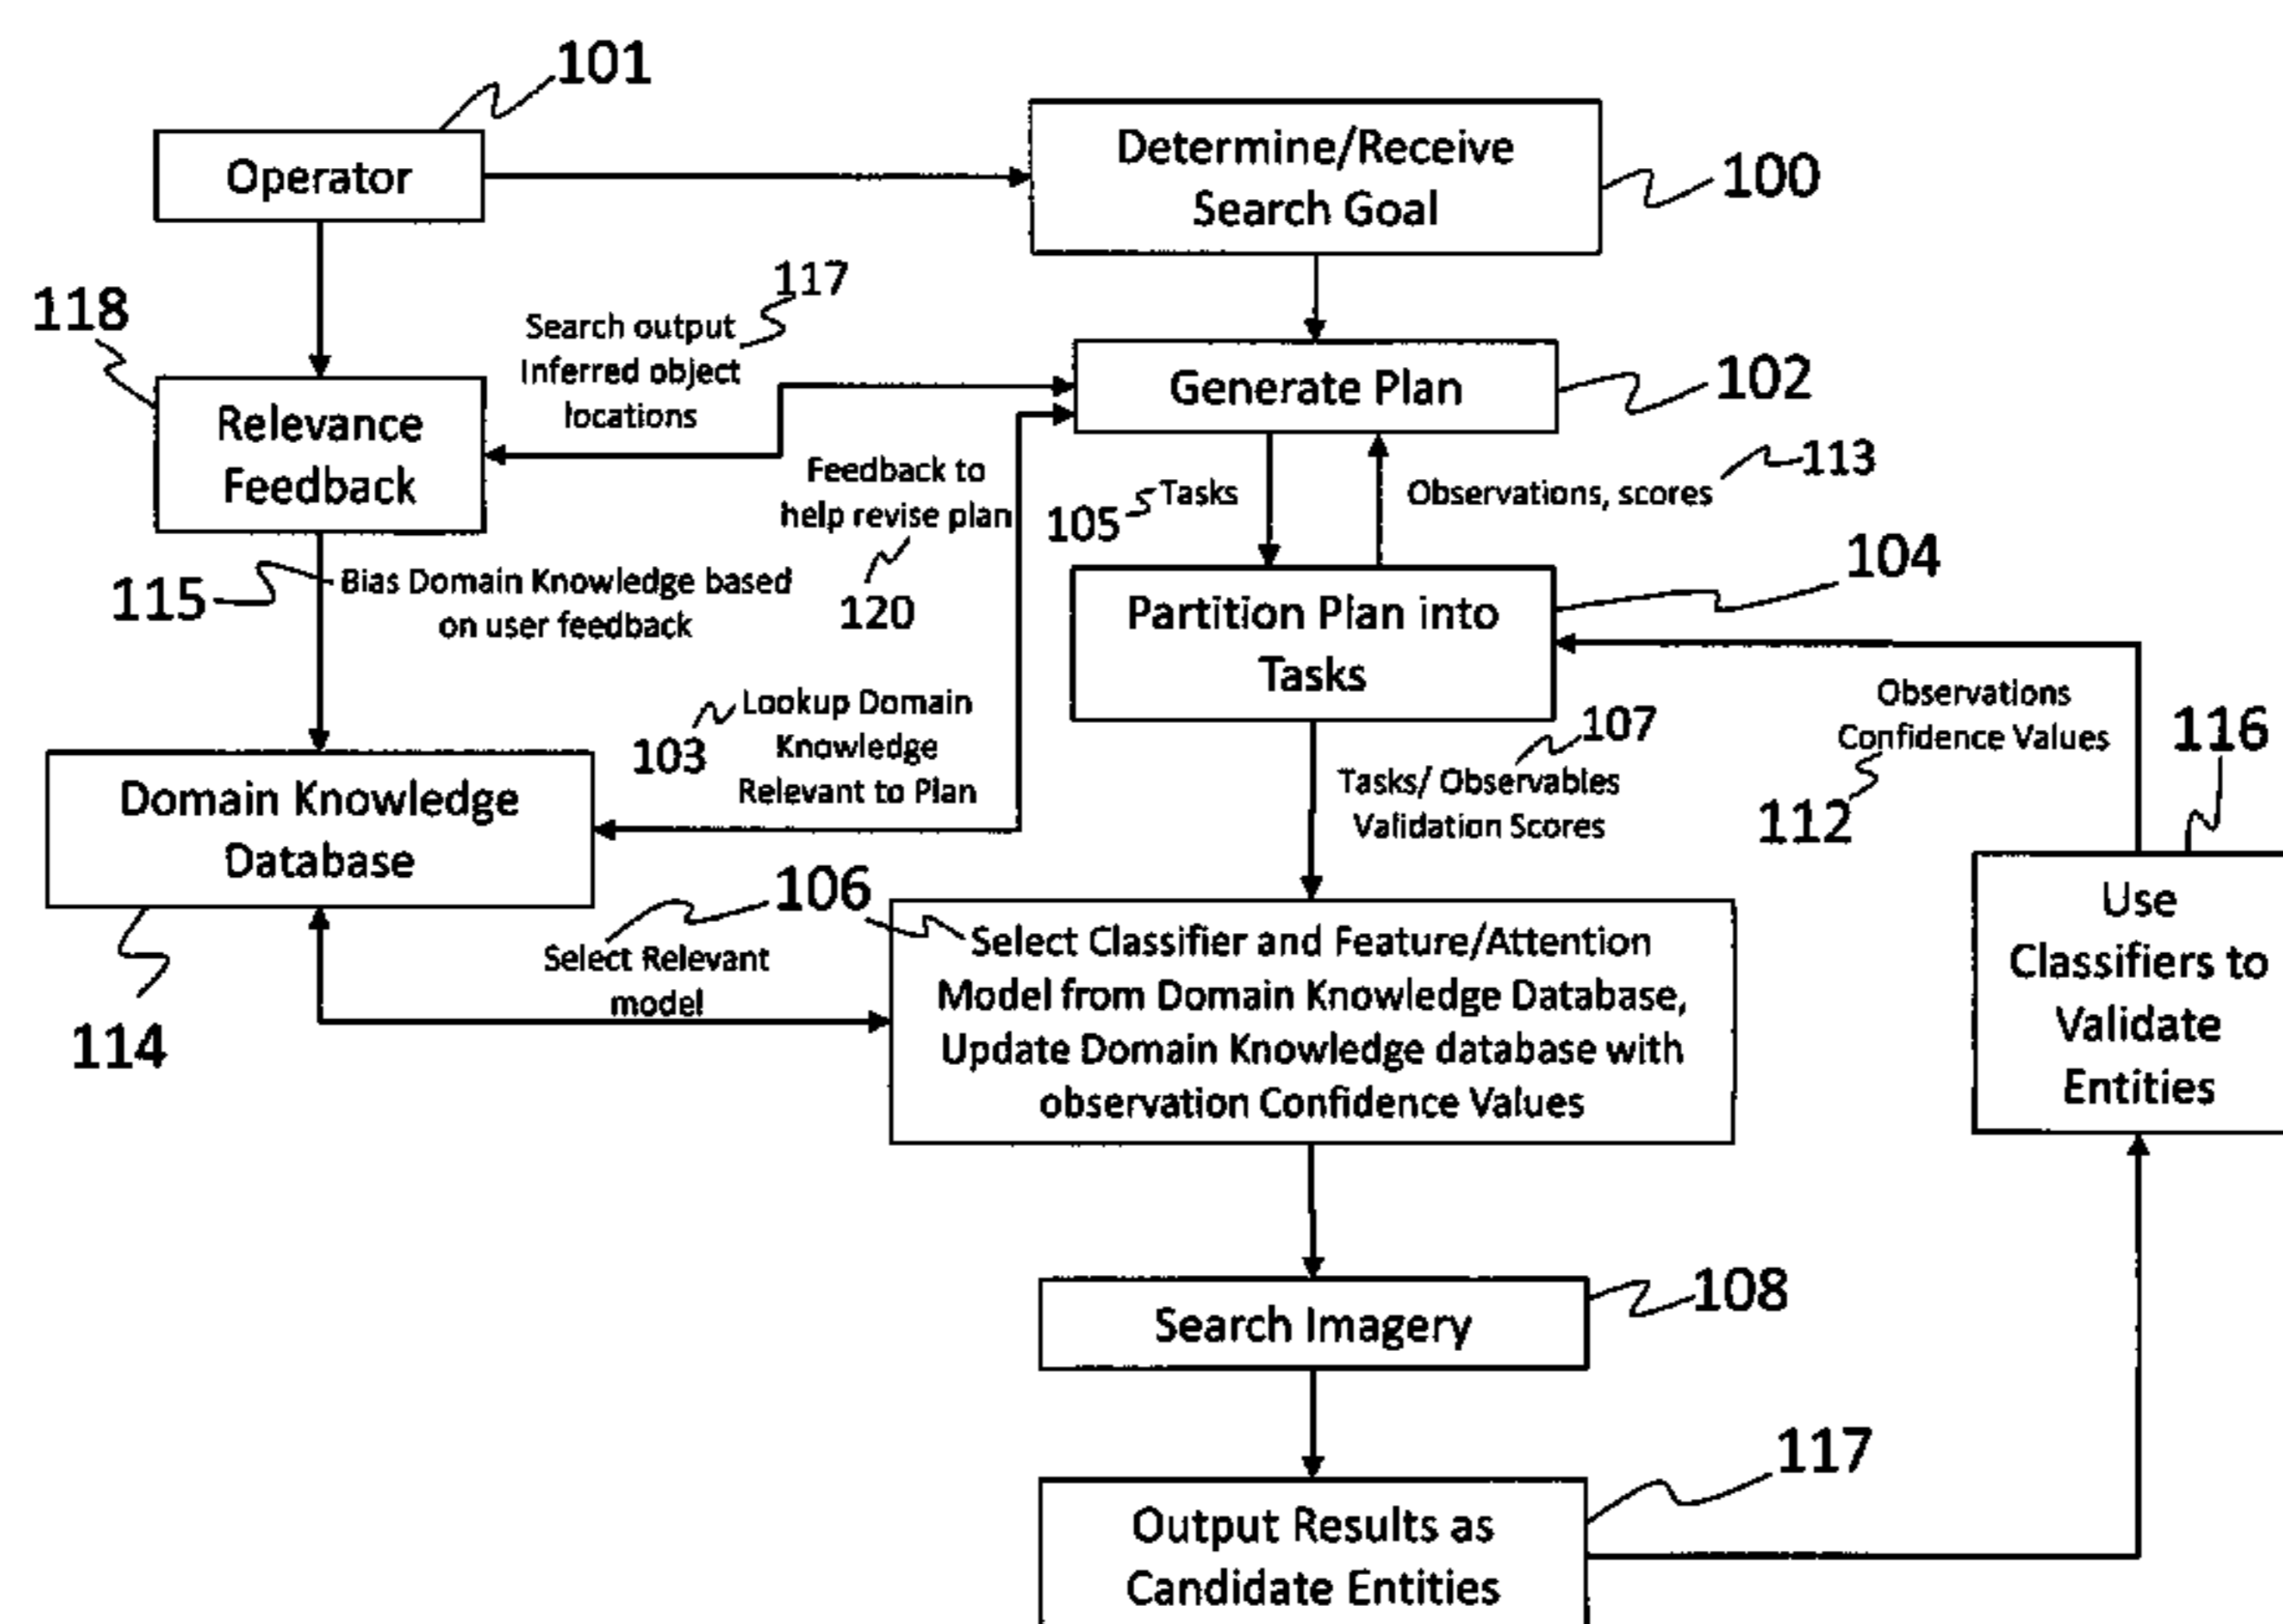 101
Operator
Determine/Receive
Search Goal
100
117
118
Search output
Inferred object
locations
Relevance
Feedback
Generate Plan
102
Feedback to
help revise plan
120
105
Tasks
Observations, scores
113
115
Bias Domain Knowledge based
on user feedback
104
Partition Plan into
Tasks
103
Lookup Domain
Knowledge
Relevant to Plan
107
Tasks/ Observables
Validation Scores
Observations
Confidence Values
112
116
Domain Knowledge
Database
114
106
Select Relevant
model
Select Classifier and Feature/Attention
Model from Domain Knowledge Database,
Update Domain Knowledge database with
observation Confidence Values
Use
Classifiers to
Validate
Entities
Search Imagery
108
117
Output Results as
Candidate Entities